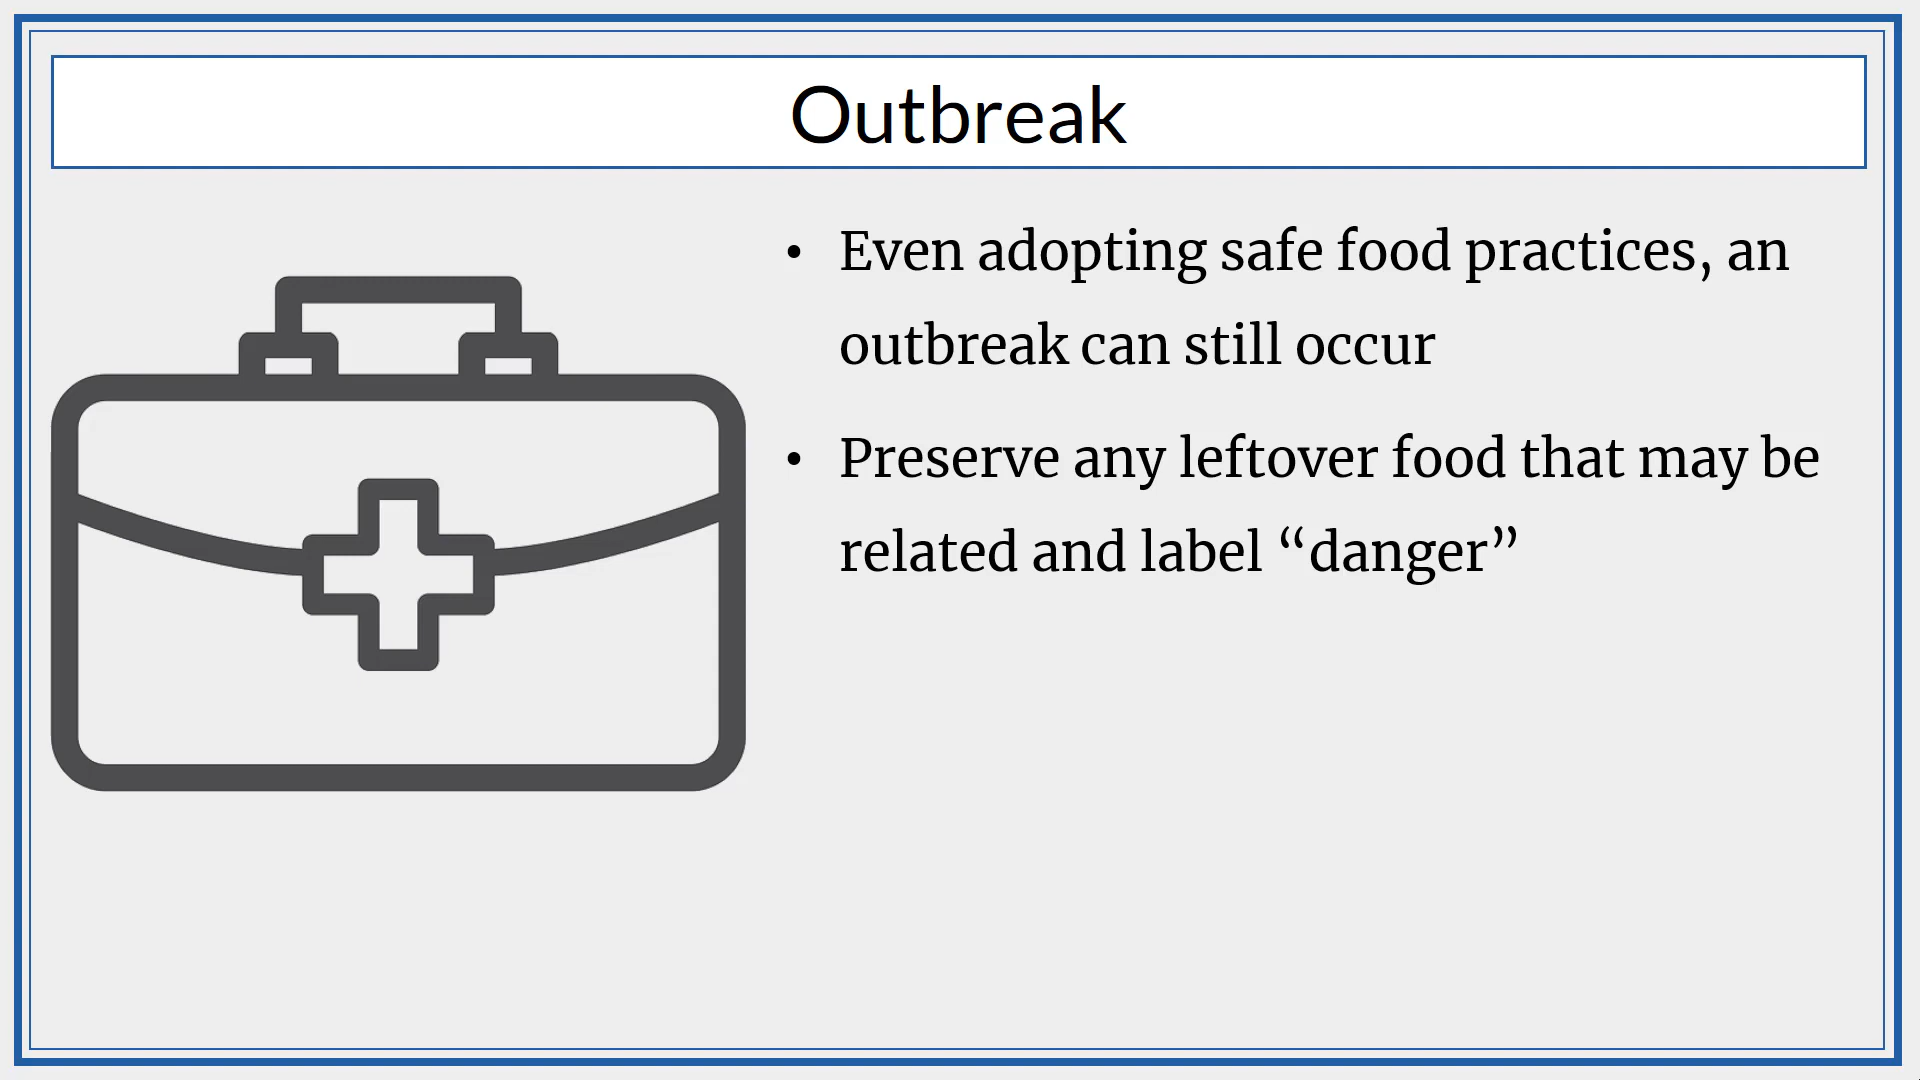 Outbreak
• Even adopting safe food practices, an
outbreak can still occur
• Preserve any leftover food that may be
related and label “danger”